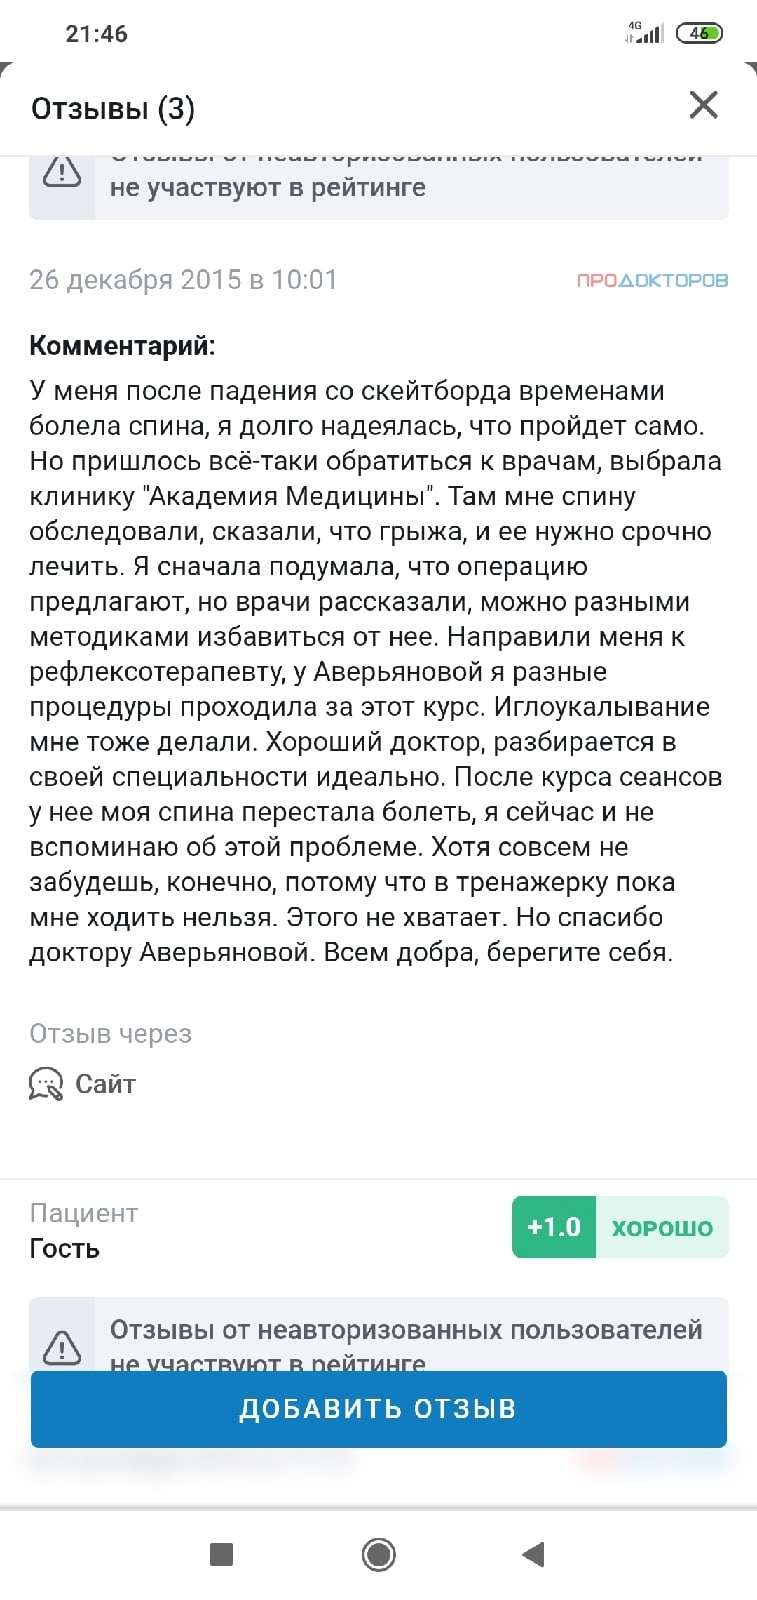 21:46
4G
46
Отзывы (3)
Отзывы от неавторизованных пользователей
не участвуют в рейтинге
26 декабря 2015 в 10:01
ПРОДОКТОРОВ
Комментарий:
У меня после падения со скейтборда временами
болела спина, я долго надеялась, что пройдет само.
Но пришлось всё-таки обратиться к врачам, выбрала
клинику "Академия Медицины". Там мне спину
обследовали, сказали, что грыжа, и ее нужно срочно
лечить. Я сначала подумала, что операцию
предлагают, но врачи рассказали, можно разными
методиками избавиться от нее. Направили меня к
рефлексотерапевту, у Аверьяновой я разные
процедуры проходила за этот курс. Иглоукалывание
мне тоже делали. Хороший доктор, разбирается в
своей специальности идеально. После курса сеансов
у нее моя спина перестала болеть, я сейчас и не
вспоминаю об этой проблеме. Хотя совсем не
забудешь, конечно, потому что в тренажерку пока
мне ходить нельзя. Этого не хватает. Но спасибо
доктору Аверьяновой. Всем добра, берегите себя.
Отзыв через
Сайт
Пациент
Гость
+1.0 ХОРОШО
Отзывы от неавторизованных пользователей
не участвуют в рейтинге
ДОБАВИТЬ ОТЗЫВ